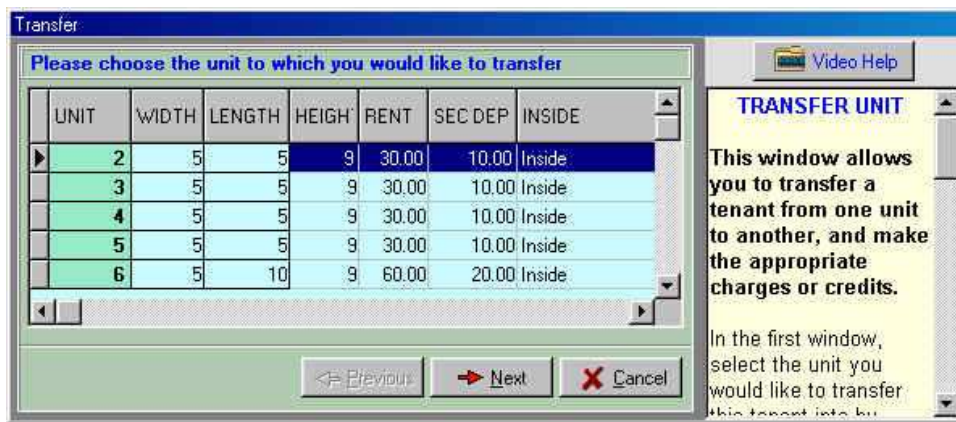 Transfer
Please choose the unit to which you would like to transfer
UNIT WIDTH LENGTH HEIGH RENT SEC DEP INSIDE
2 5 5 9 30.00 10.00 Inside
3 5 5 9 30.00 10.00 Inside
4 5 5 9 30.00 10.00 Inside
5 5 5 9 30.00 10.00 Inside
6 5 10 9 60.00 20.00 Inside
Previous Next Cancel
Video Help
TRANSFER UNIT
This window allows
you to transfer a
tenant from one unit
to another, and make
the appropriate
charges or credits.
In the first window,
select the unit you
would like to transfer
this tenant into by